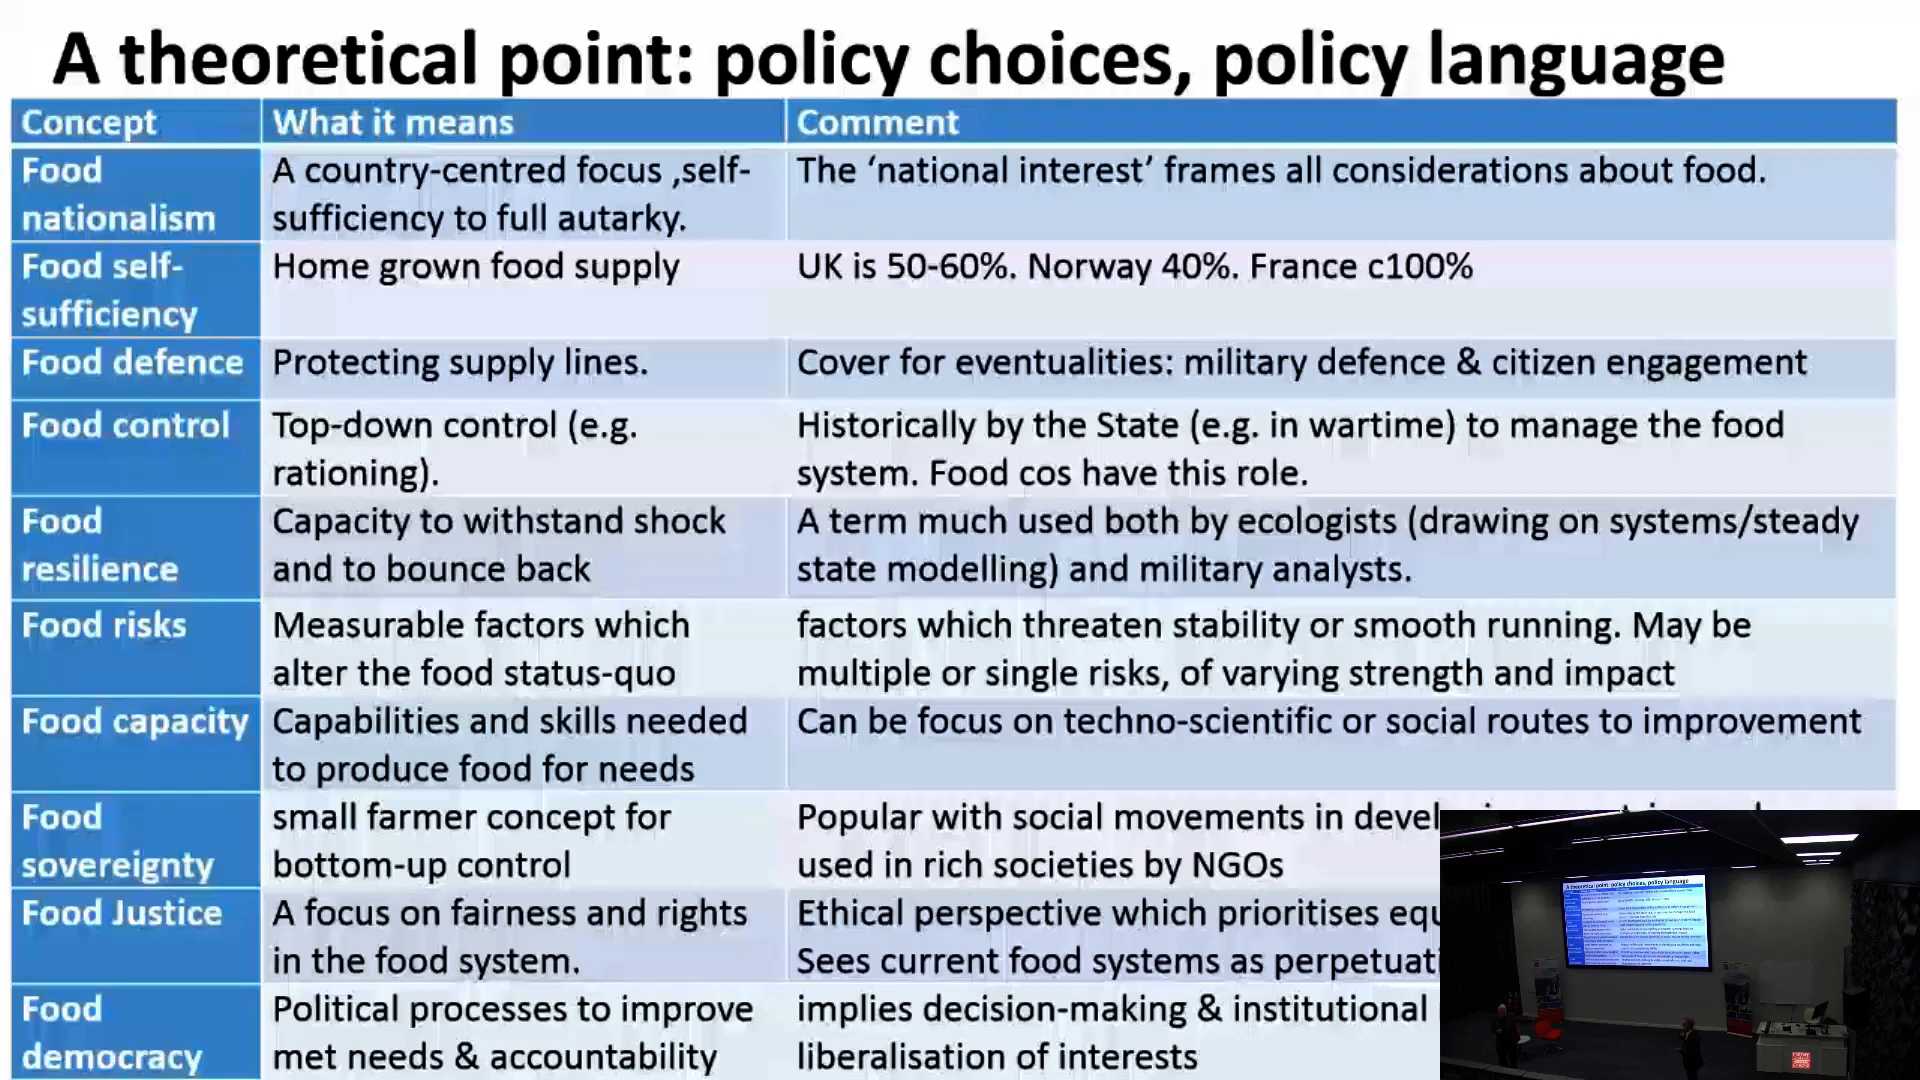 A theoretical point: policy choices, policy language
Concept What it means Comment
Food
nationalism
A country-centred focus ,self-
sufficiency to full autarky.
The ‘national interest’ frames all considerations about food.
Food self-
sufficiency
Home grown food supply
UK is 50-60%. Norway 40%. France c100%
Food defence
Protecting supply lines.
Cover for eventualities: military defence & citizen engagement
Food control
Top-down control (e.g.
rationing).
Historically by the State (e.g. in wartime) to manage the food
system. Food cos have this role.
Food
resilience
Capacity to withstand shock
and to bounce back
A term much used both by ecologists (drawing on systems/steady
state modelling) and military analysts.
Food risks
Measurable factors which
alter the food status-quo
factors which threaten stability or smooth running. May be
multiple or single risks, of varying strength and impact
Food capacity
Capabilities and skills needed
to produce food for needs
Can be focus on techno-scientific or social routes to improvement
Food
sovereignty
small farmer concept for
bottom-up control
Popular with social movements in
used in rich societies by NGOs
Food Justice
A focus on fairness and rights
in the food system.
Ethical perspective which prioritises
Sees current food systems as
Food
democracy
Political processes to improve
met needs & accountability
implies decision-making & institutional
liberalisation of interests
A theoretical point: policy choices, policy language